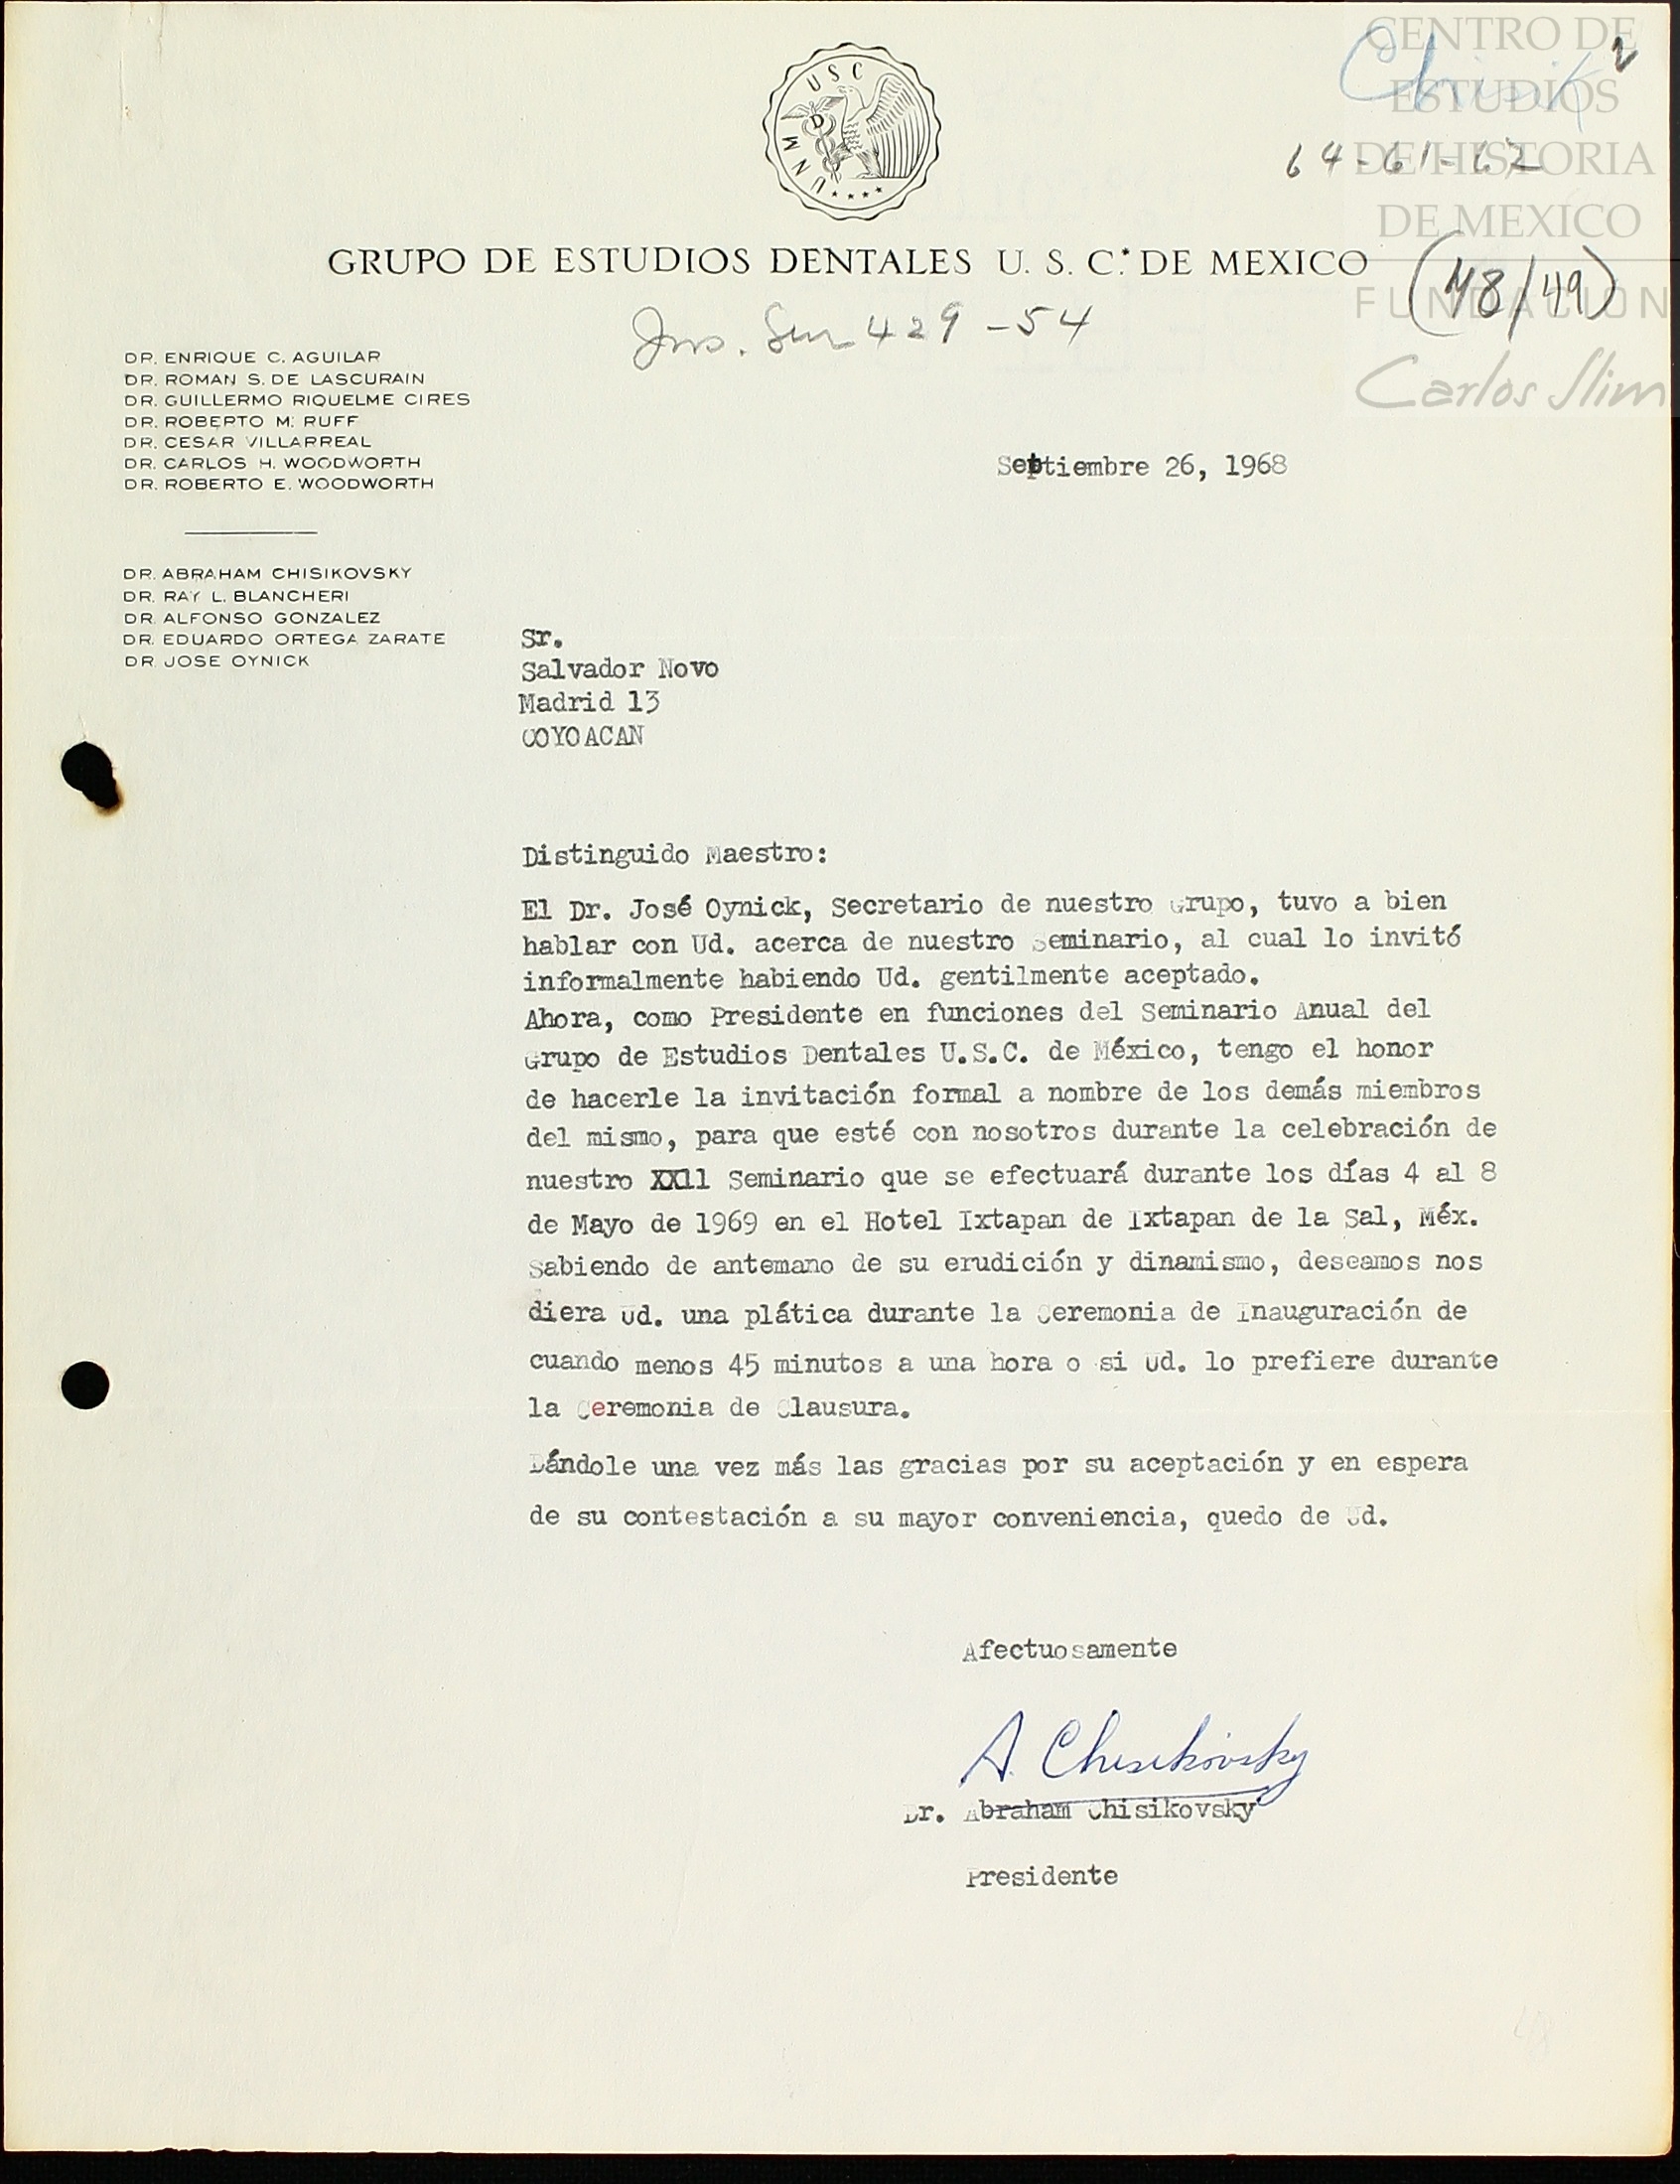 CENTRO DE
ESTUDIOS
DE HISTORIA
DE MEXICO
FUNDACION
Carlos Slim
Chisik
2
64-61-62
USC
UNM
D
GRUPO DE ESTUDIOS DENTALES U. S. C. DE MEXICO
(48/49)
Ins. Sur 429-54
DR. ENRIQUE C. AGUILAR
DR. ROMAN S. DE LASCURAIN
DR. GUILLERMO RIQUELME CIRES
DR. ROBERTO M. RUFF
DR. CESAR VILLARREAL
DR. CARLOS H. WOODWORTH
DR. ROBERTO E. WOODWORTH
Septiembre 26, 1968
DR. ABRAHAM CHISIKOVSKY
DR. RAY L. BLANCHERI
DR. ALFONSO GONZALEZ
DR. EDUARDO ORTEGA ZARATE
DR. JOSE OYNICK
Sr.
Salvador Novo
Madrid 13
COYOACAN
Distinguido Maestro:
El Dr. José Oynick, Secretario de nuestro Grupo, tuvo a bien
hablar con Ud. acerca de nuestro Seminario, al cual lo invitó
informalmente habiendo Ud. gentilmente aceptado.
Ahora, como Presidente en funciones del Seminario Anual del
Grupo de Estudios Dentales U.S.C. de México, tengo el honor
de hacerle la invitación formal a nombre de los demás miembros
del mismo, para que esté con nosotros durante la celebración de
nuestro XX11 Seminario que se efectuará durante los días 4 al 8
de Mayo de 1969 en el Hotel Ixtapan de Ixtapan de la Sal, Méx.
Sabiendo de antemano de su erudición y dinamismo, deseamos nos
diera Ud. una plática durante la Ceremonia de Inauguración de
cuando menos 45 minutos a una hora o si Ud. lo prefiere durante
la Ceremonia de Clausura.
Dándole una vez más las gracias por su aceptación y en espera
de su contestación a su mayor conveniencia, quedo de Ud.
Afectuosamente
A. Chisikovsky
Dr. Abraham Chisikovsky
Presidente
48